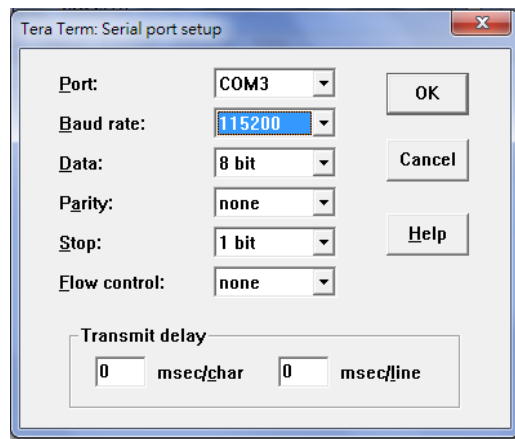 Tera Term: Serial port setup
Port: COM3 OK
Baud rate: 115200
Data: 8 bit Cancel
Parity: none
Stop: 1 bit Help
Flow control: none
Transmit delay
0 msec/char 0 msec/line